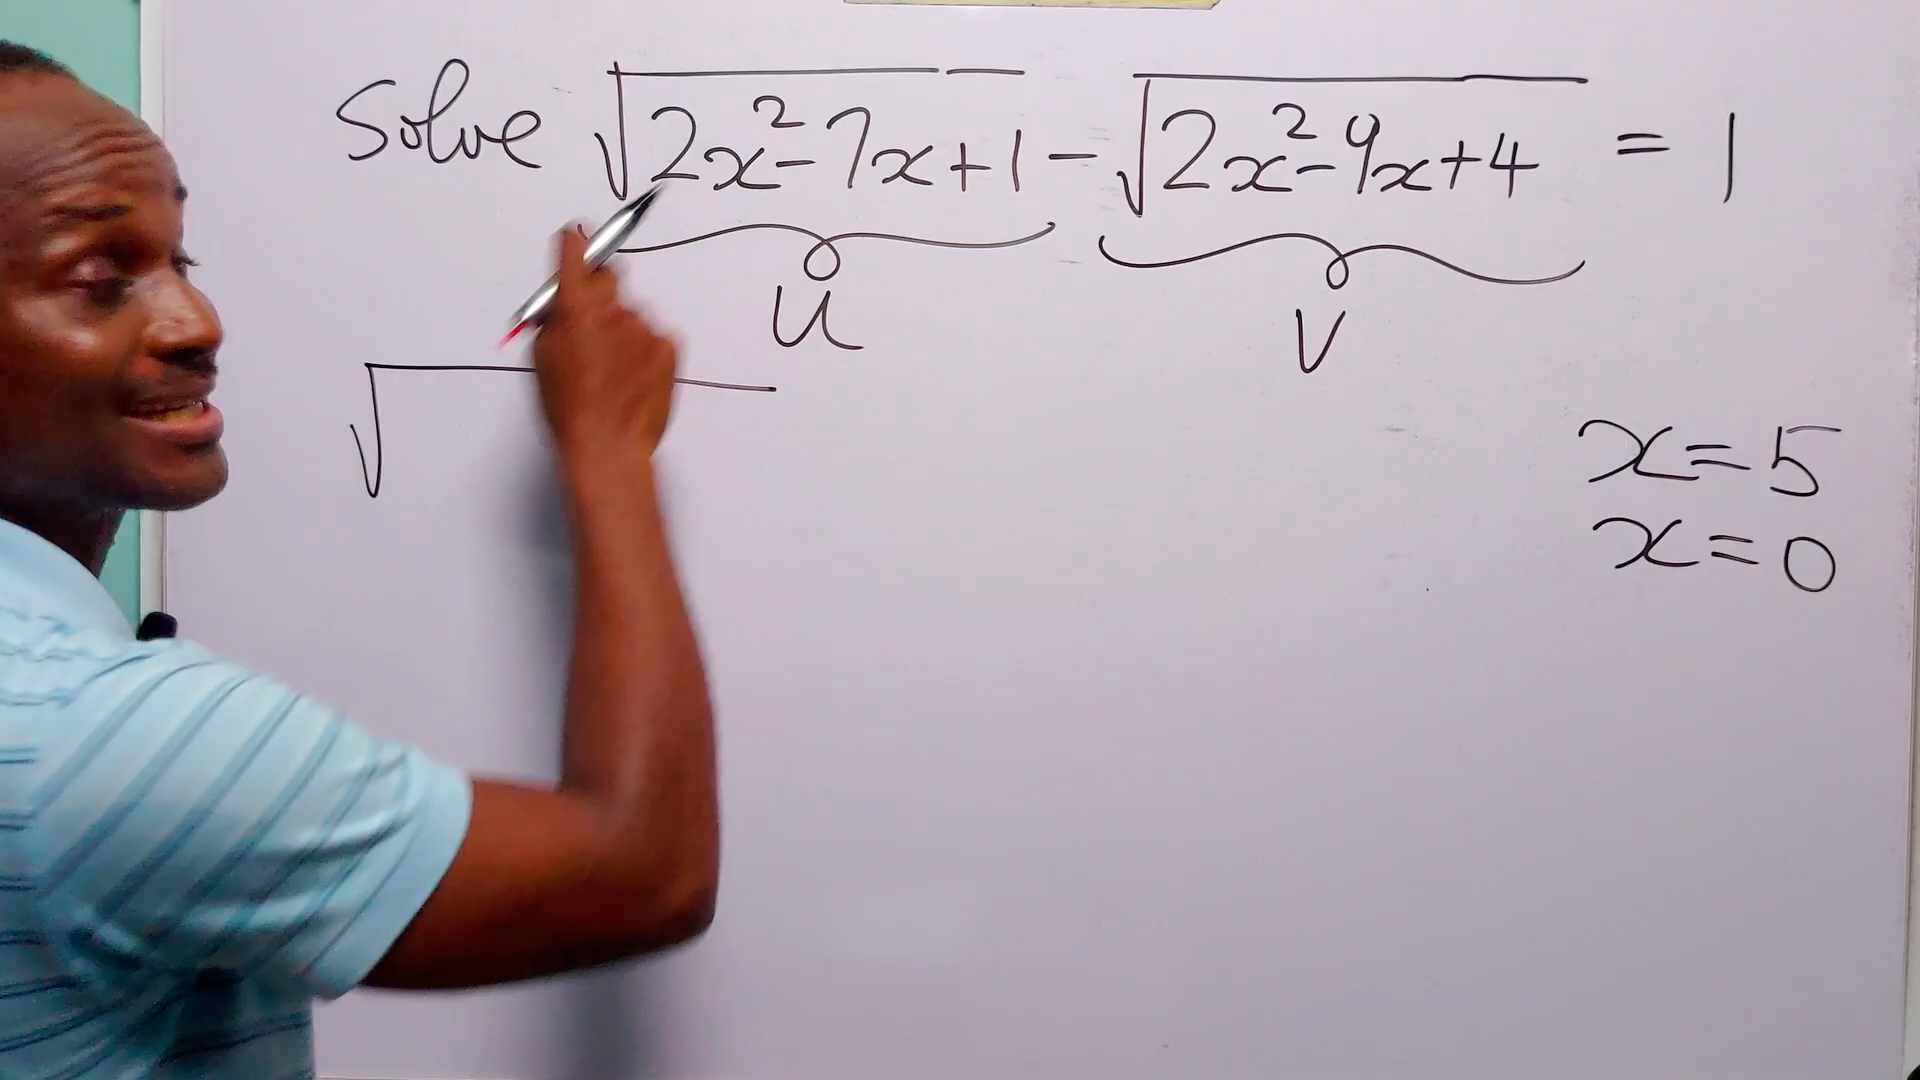 Solve √(2x²-7x+1) - √(2x²-9x+4) = 1
u v
√
x=5
x=0